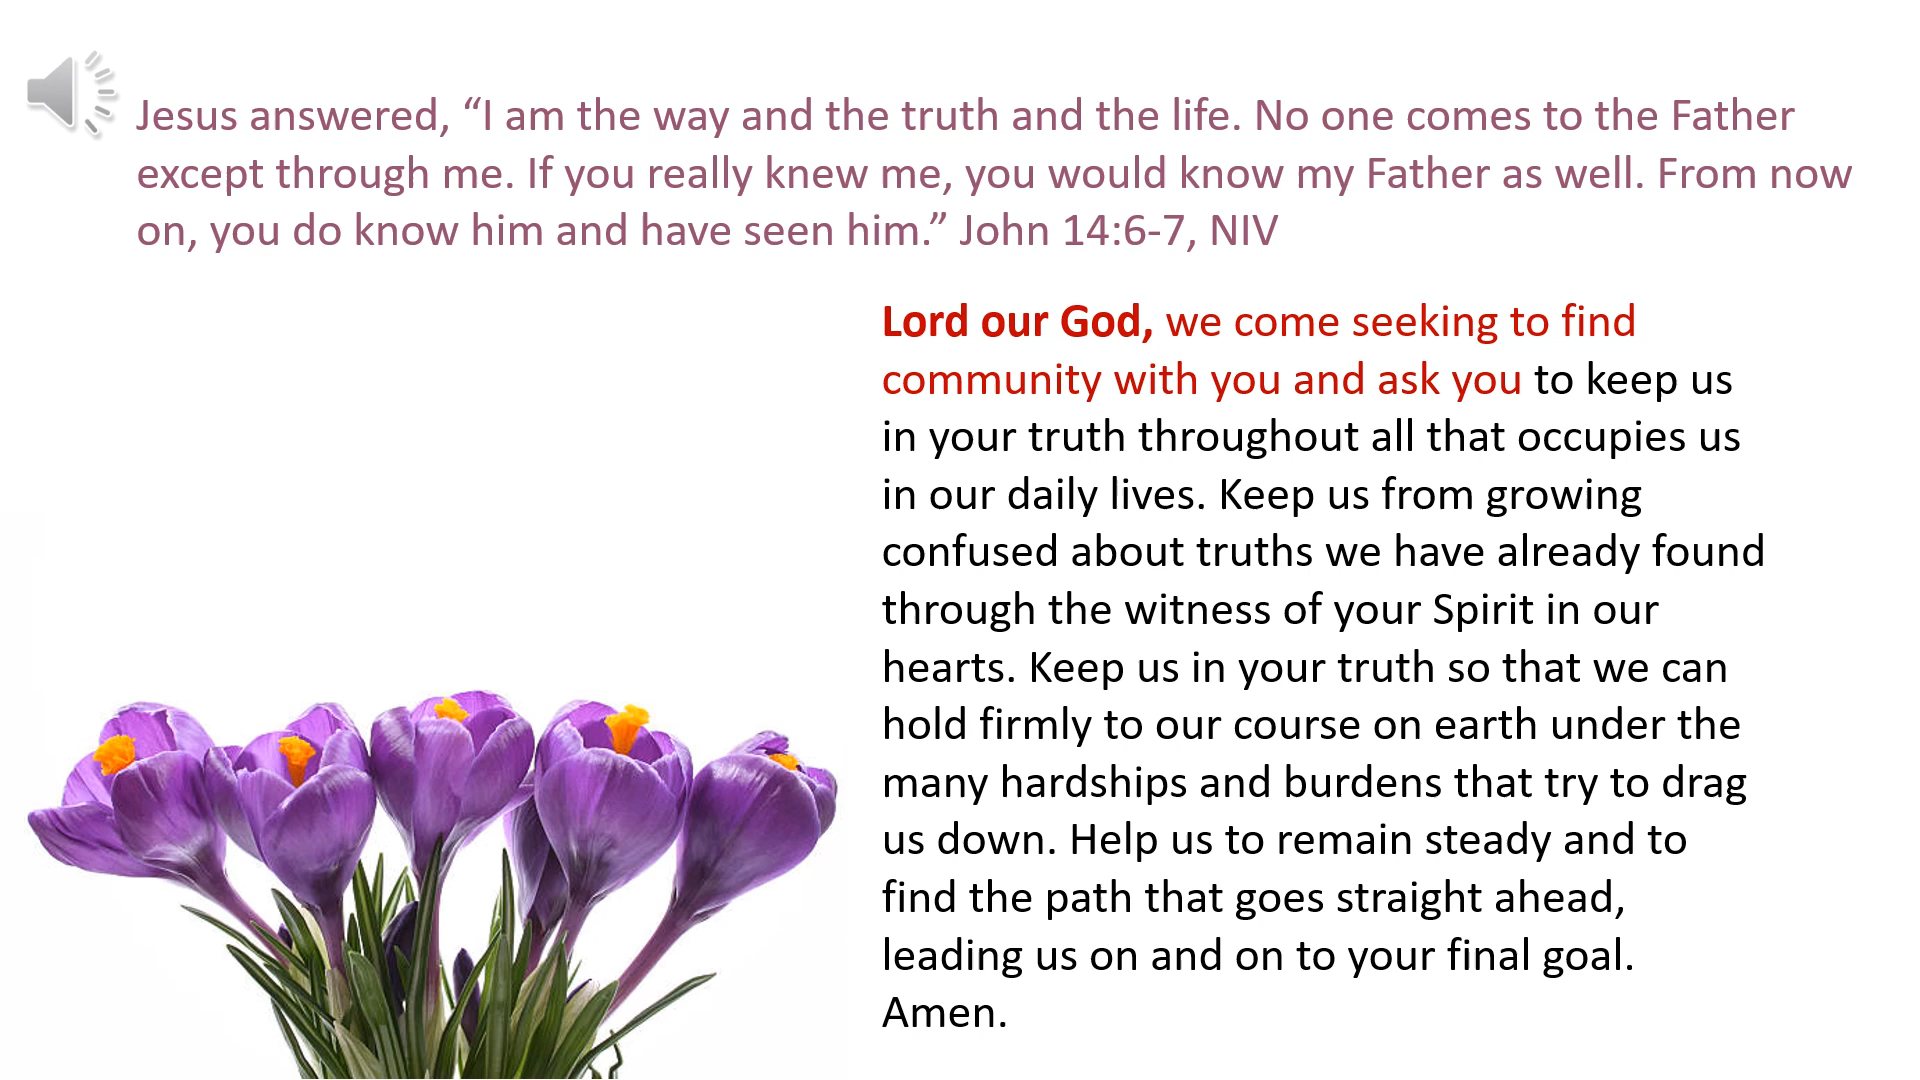 Jesus answered, “I am the way and the truth and the life. No one comes to the Father
except through me. If you really knew me, you would know my Father as well. From now
on, you do know him and have seen him.” John 14:6-7, NIV
Lord our God, we come seeking to find
community with you and ask you to keep us
in your truth throughout all that occupies us
in our daily lives. Keep us from growing
confused about truths we have already found
through the witness of your Spirit in our
hearts. Keep us in your truth so that we can
hold firmly to our course on earth under the
many hardships and burdens that try to drag
us down. Help us to remain steady and to
find the path that goes straight ahead,
leading us on and on to your final goal.
Amen.